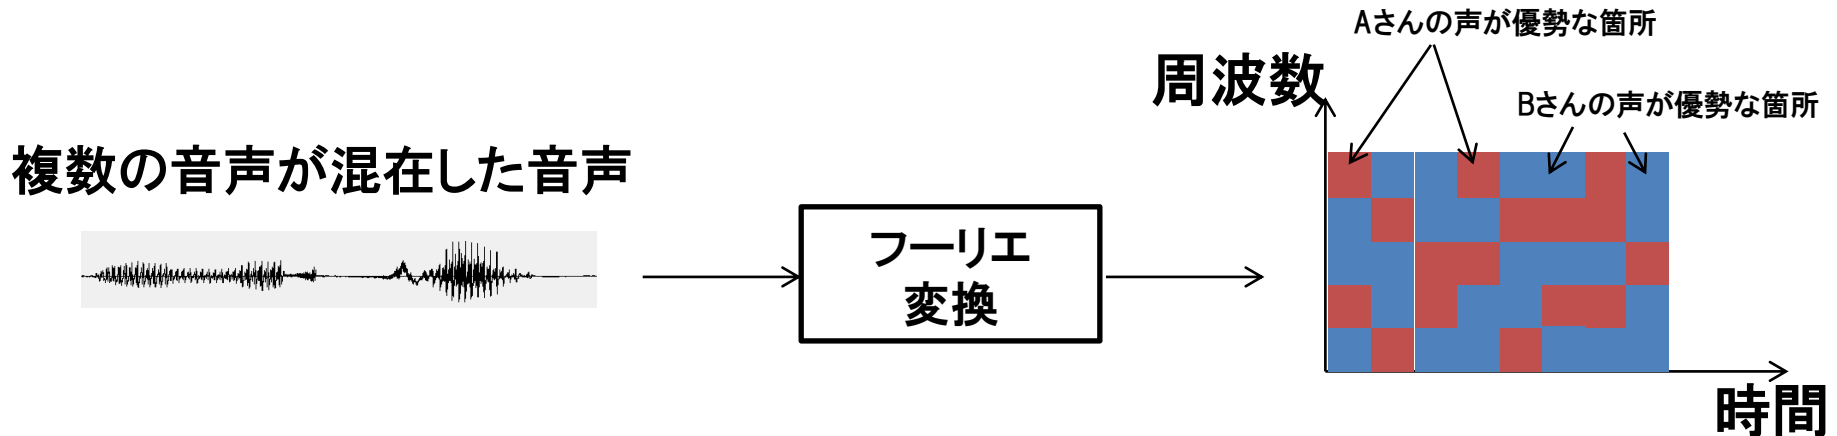 複数の音声が混在した音声
フーリエ
変換
周波数
Aさんの声が優勢な箇所
Bさんの声が優勢な箇所
時間